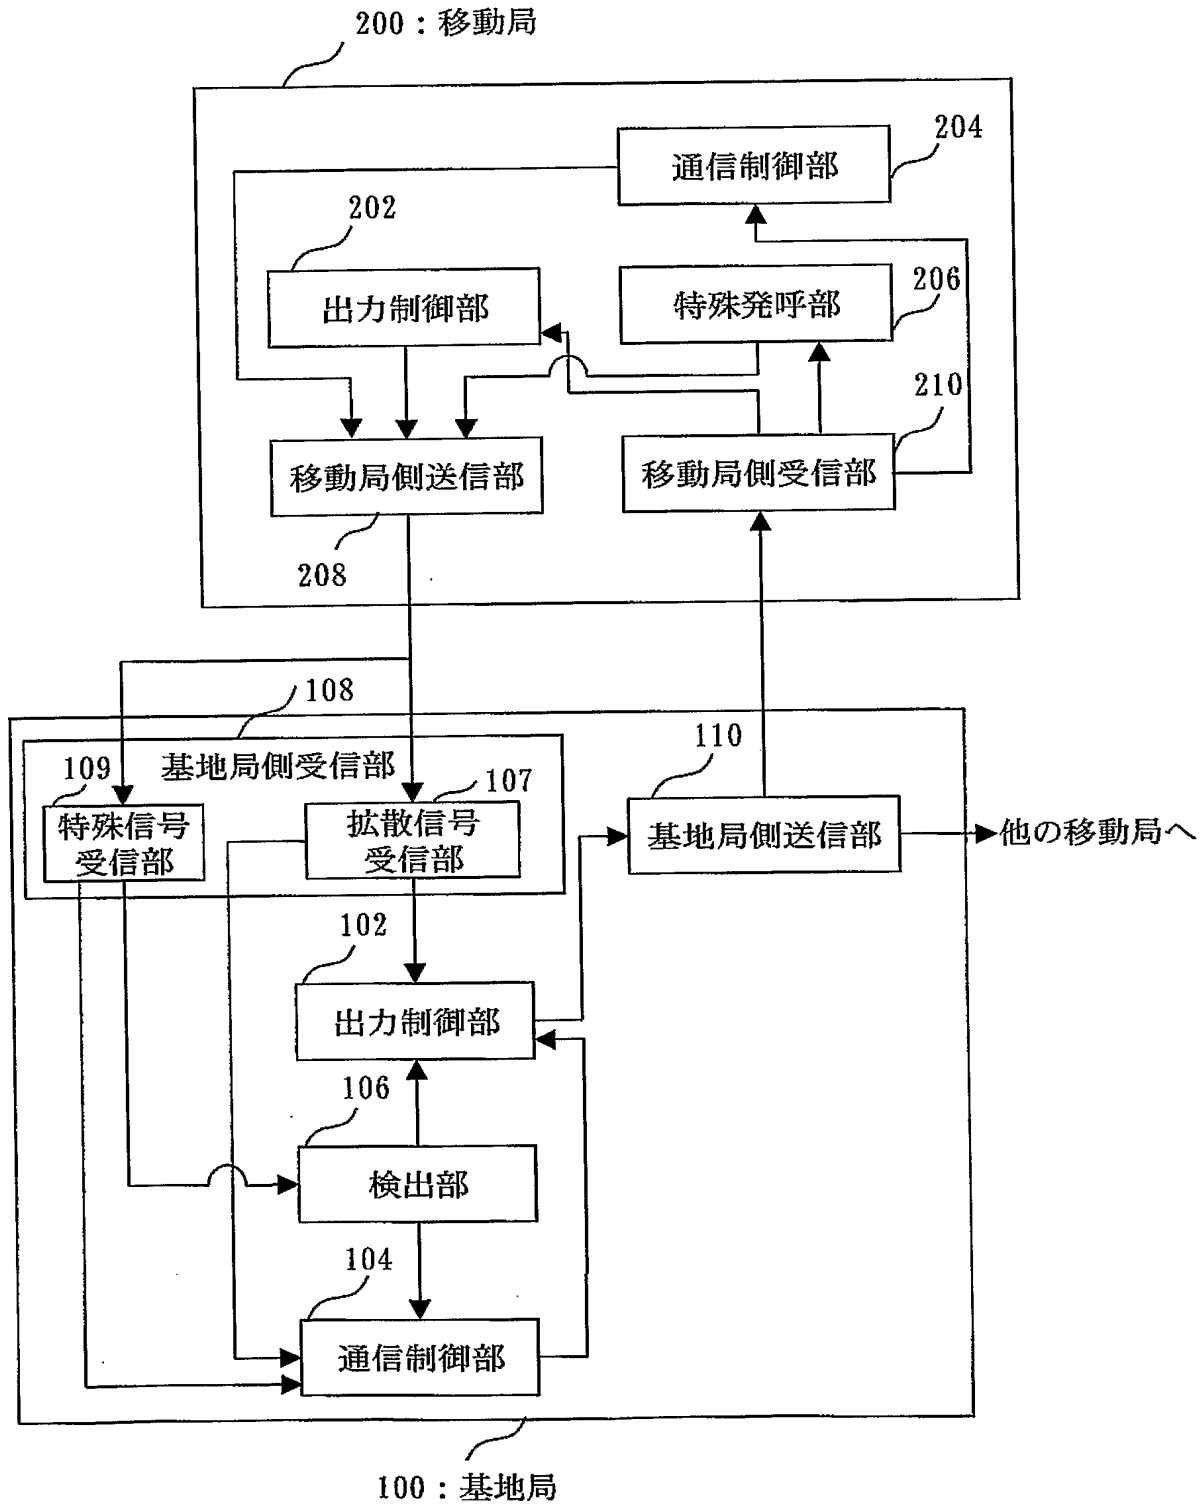 200：移動局
204
通信制御部
202
206
出力制御部
特殊発呼部
210
移動局側送信部
移動局側受信部
208
108
110
109
基地局側受信部
107
特殊信号
受信部
拡散信号
受信部
基地局側送信部
他の移動局へ
102
出力制御部
106
検出部
104
通信制御部
100：基地局